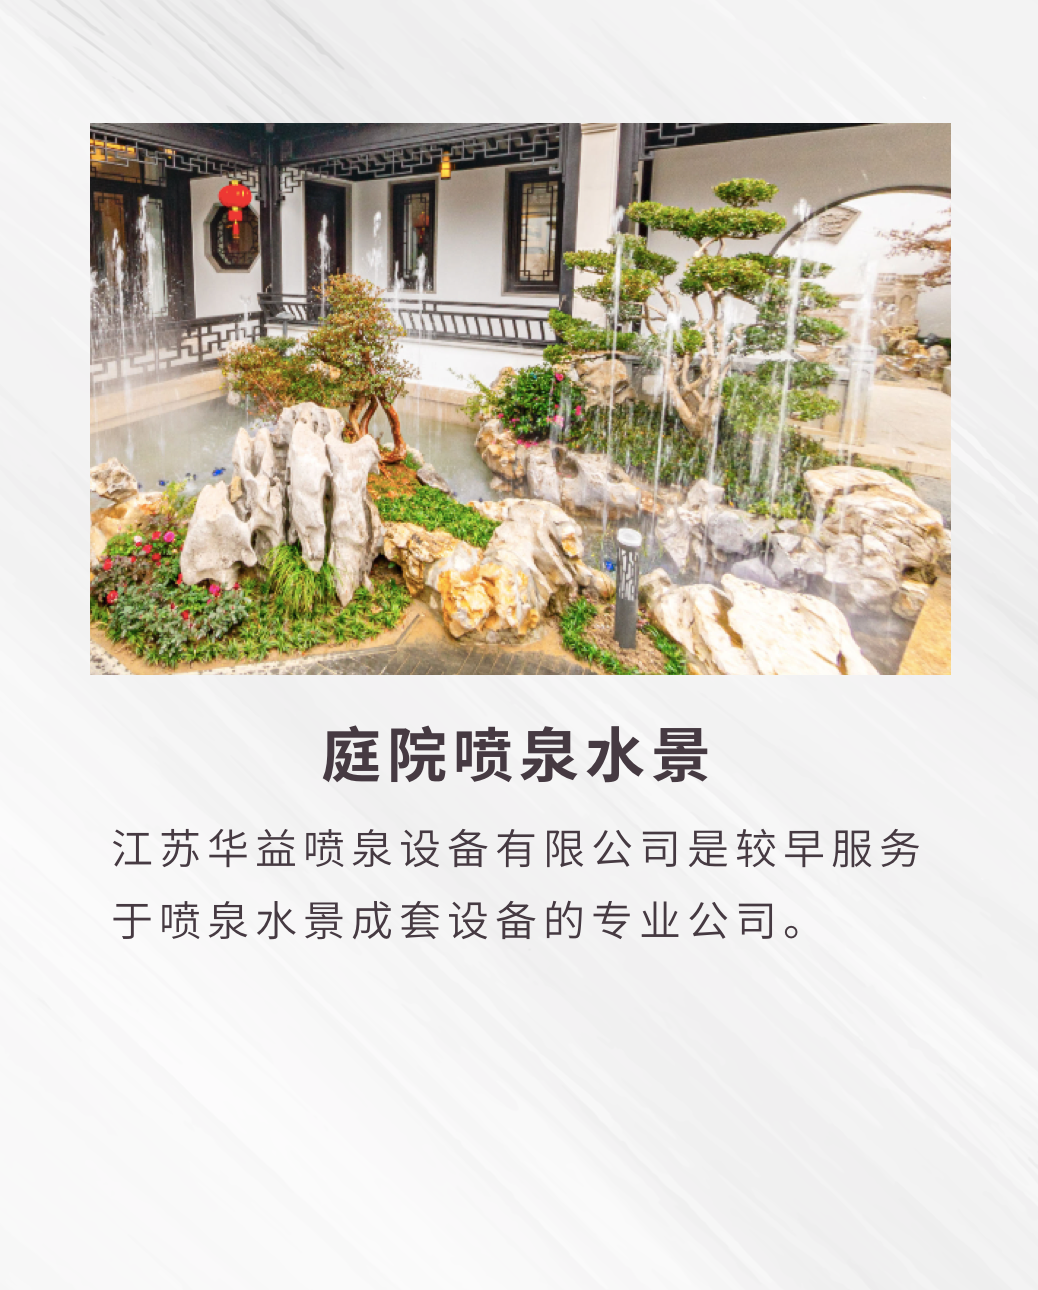 庭院喷泉水景
江苏华益喷泉设备有限公司是较早服务
于喷泉水景成套设备的专业公司。